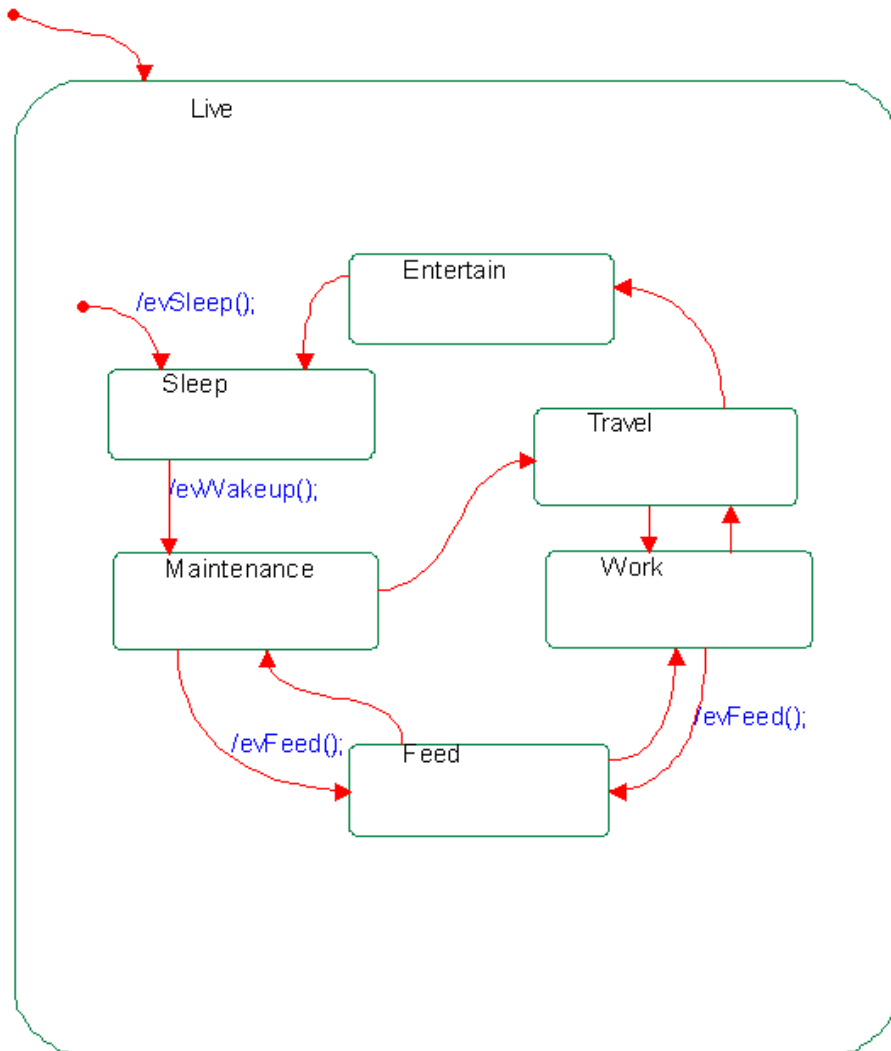 Live
Entertain
/evSleep();
Sleep
Travel
/evWakeup();
Maintenance
Work
/evFeed();
/evFeed();
Feed